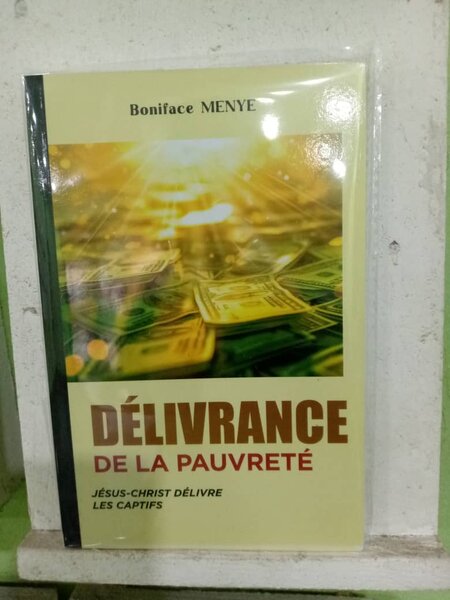 Boniface MENYE
DÉLIVRANCE
DE LA PAUVRETÉ
JÉSUS-CHRIST DÉLIVRE
LES CAPTIFS